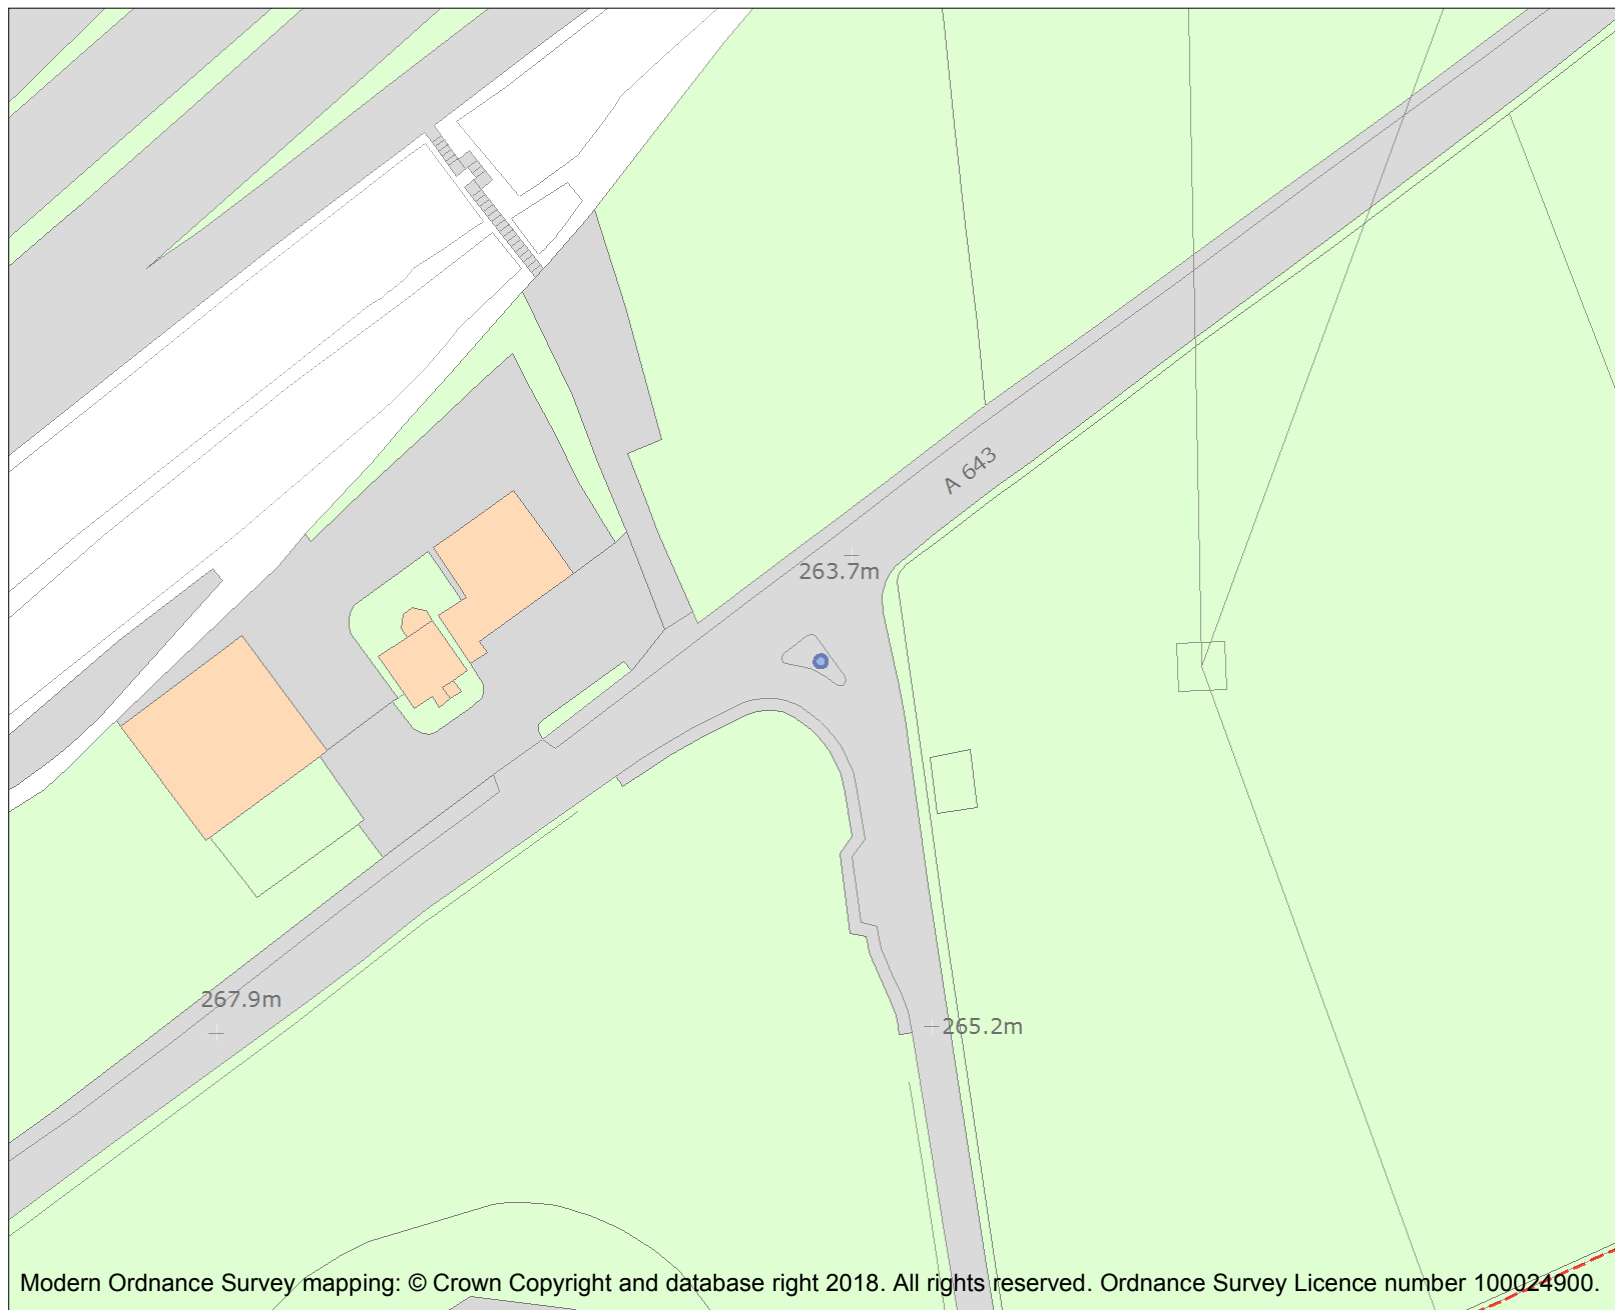 A 643
263.7m
267.9m
265.2m
Modern Ordnance Survey mapping: © Crown Copyright and database right 2018. All rights reserved. Ordnance Survey Licence number 100024900.